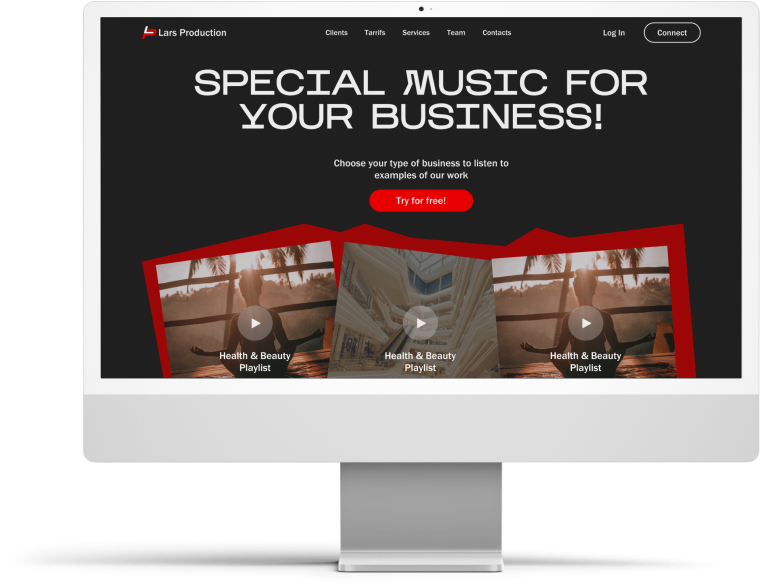 Lars Production
Clients Tarrifs Services Team Contacts
Log In Connect
SPECIAL MUSIC FOR
YOUR BUSINESS!
Choose your type of business to listen to
examples of our work
Try for free!
Health & Beauty
Playlist
Health & Beauty
Playlist
Health & Beauty
Playlist